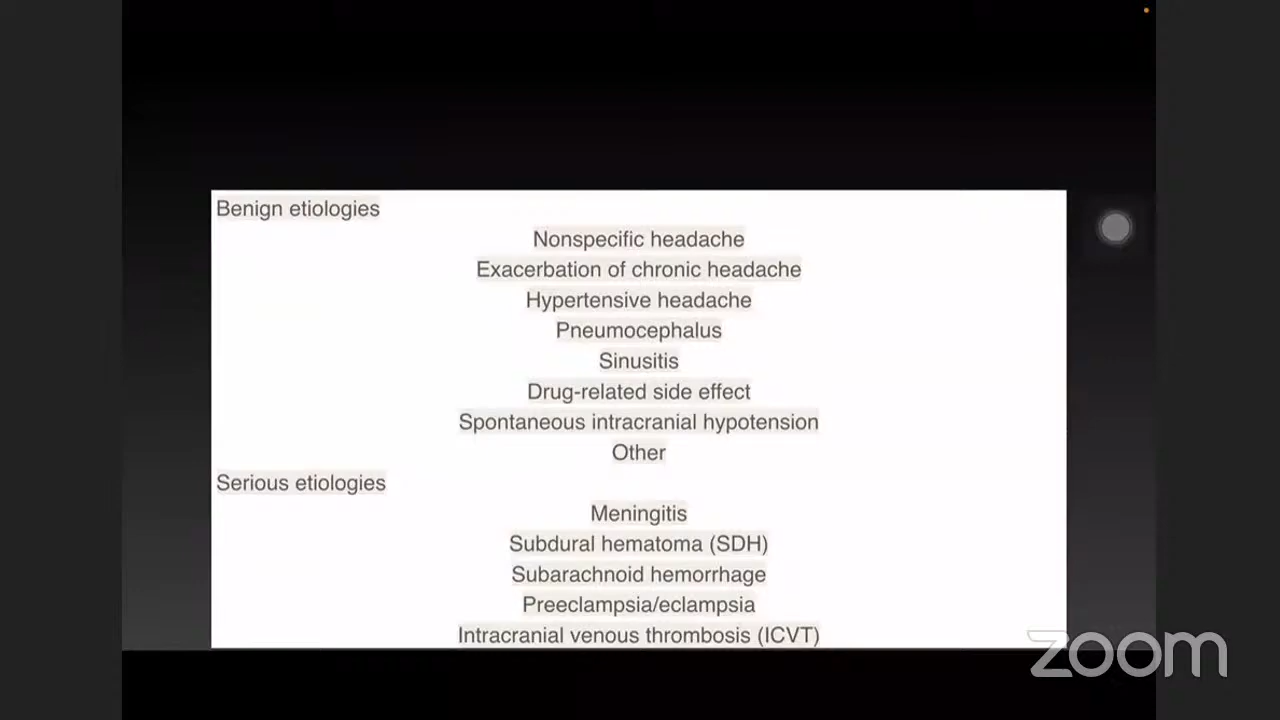 Benign etiologies
Nonspecific headache
Exacerbation of chronic headache
Hypertensive headache
Pneumocephalus
Sinusitis
Drug-related side effect
Spontaneous intracranial hypotension
Other
Serious etiologies
Meningitis
Subdural hematoma (SDH)
Subarachnoid hemorrhage
Preeclampsia/eclampsia
Intracranial venous thrombosis (ICVT)
zoom